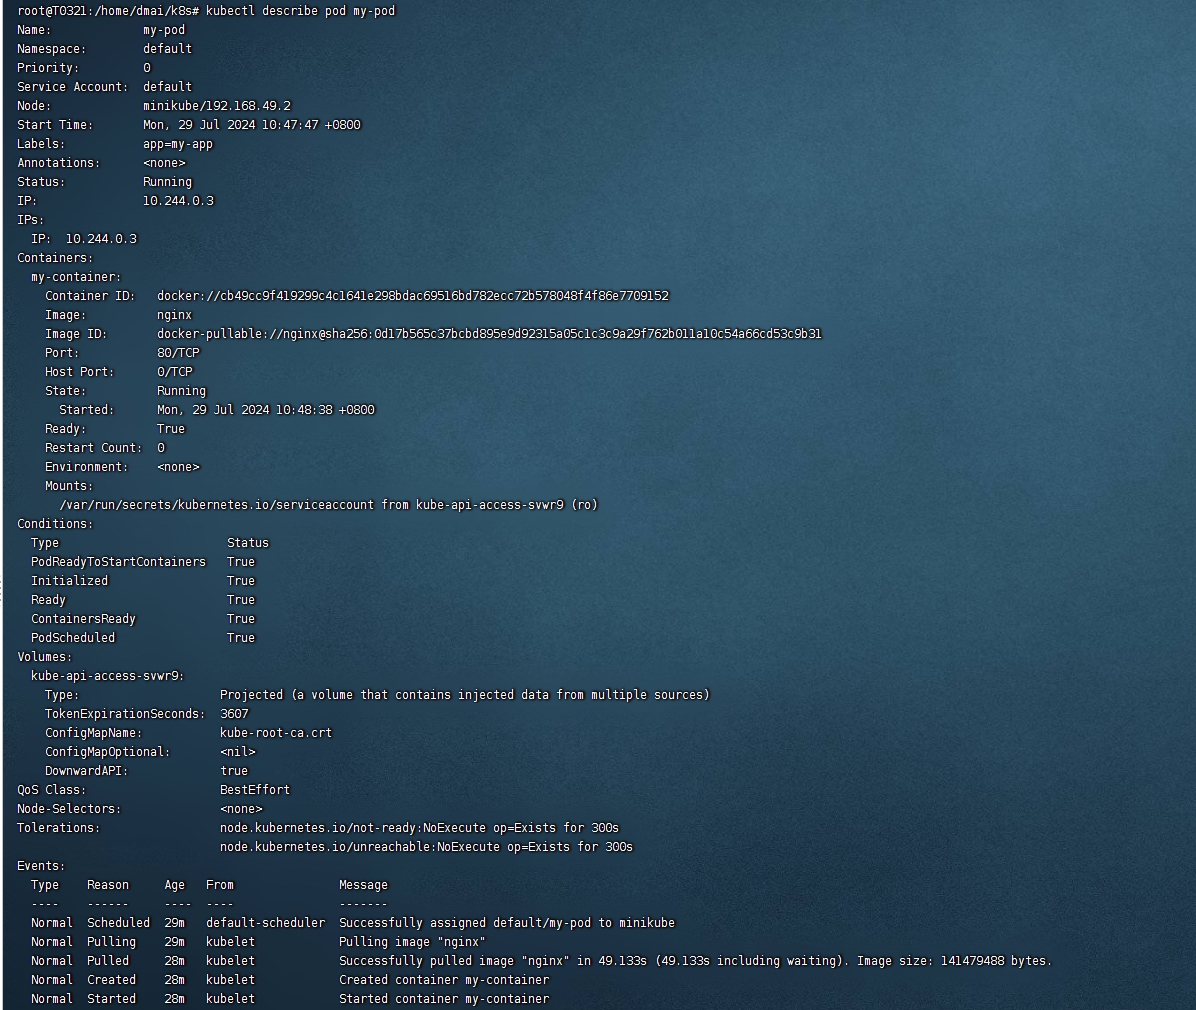 root@T0321:/home/dmai/k8s# kubectl describe pod my-pod
Name:             my-pod
Namespace:        default
Priority:         0
Service Account:  default
Node:             minikube/192.168.49.2
Start Time:       Mon, 29 Jul 2024 10:47:47 +0800
Labels:           app=my-app
Annotations:      <none>
Status:           Running
IP:               10.244.0.3
IPs:
  IP:  10.244.0.3
Containers:
  my-container:
    Container ID:   docker://cb49cc9f419299c4c1641e298bdac69516bd782ecc72b578048f4f86e7709152
    Image:          nginx
    Image ID:       docker-pullable://nginx@sha256:0d17b565c37bcbd895e9d92315a05c1c3c9a29f762b011a10c54a66cd53c9b31
    Port:           80/TCP
    Host Port:      0/TCP
    State:          Running
      Started:      Mon, 29 Jul 2024 10:48:38 +0800
    Ready:          True
    Restart Count:  0
    Environment:    <none>
    Mounts:
      /var/run/secrets/kubernetes.io/serviceaccount from kube-api-access-svwr9 (ro)
Conditions:
  Type                        Status
  PodReadyToStartContainers   True
  Initialized                 True
  Ready                       True
  ContainersReady             True
  PodScheduled                True
Volumes:
  kube-api-access-svwr9:
    Type:                    Projected (a volume that contains injected data from multiple sources)
    TokenExpirationSeconds:  3607
    ConfigMapName:           kube-root-ca.crt
    ConfigMapOptional:       <nil>
    DownwardAPI:             true
QoS Class:                   BestEffort
Node-Selectors:              <none>
Tolerations:                 node.kubernetes.io/not-ready:NoExecute op=Exists for 300s
                             node.kubernetes.io/unreachable:NoExecute op=Exists for 300s
Events:
  Type    Reason     Age   From               Message
  ----    ------     ----  ----               -------
  Normal  Scheduled  29m   default-scheduler  Successfully assigned default/my-pod to minikube
  Normal  Pulling    29m   kubelet            Pulling image "nginx"
  Normal  Pulled     28m   kubelet            Successfully pulled image "nginx" in 49.133s (49.133s including waiting). Image size: 141479488 bytes.
  Normal  Created    28m   kubelet            Created container my-container
  Normal  Started    28m   kubelet            Started container my-container